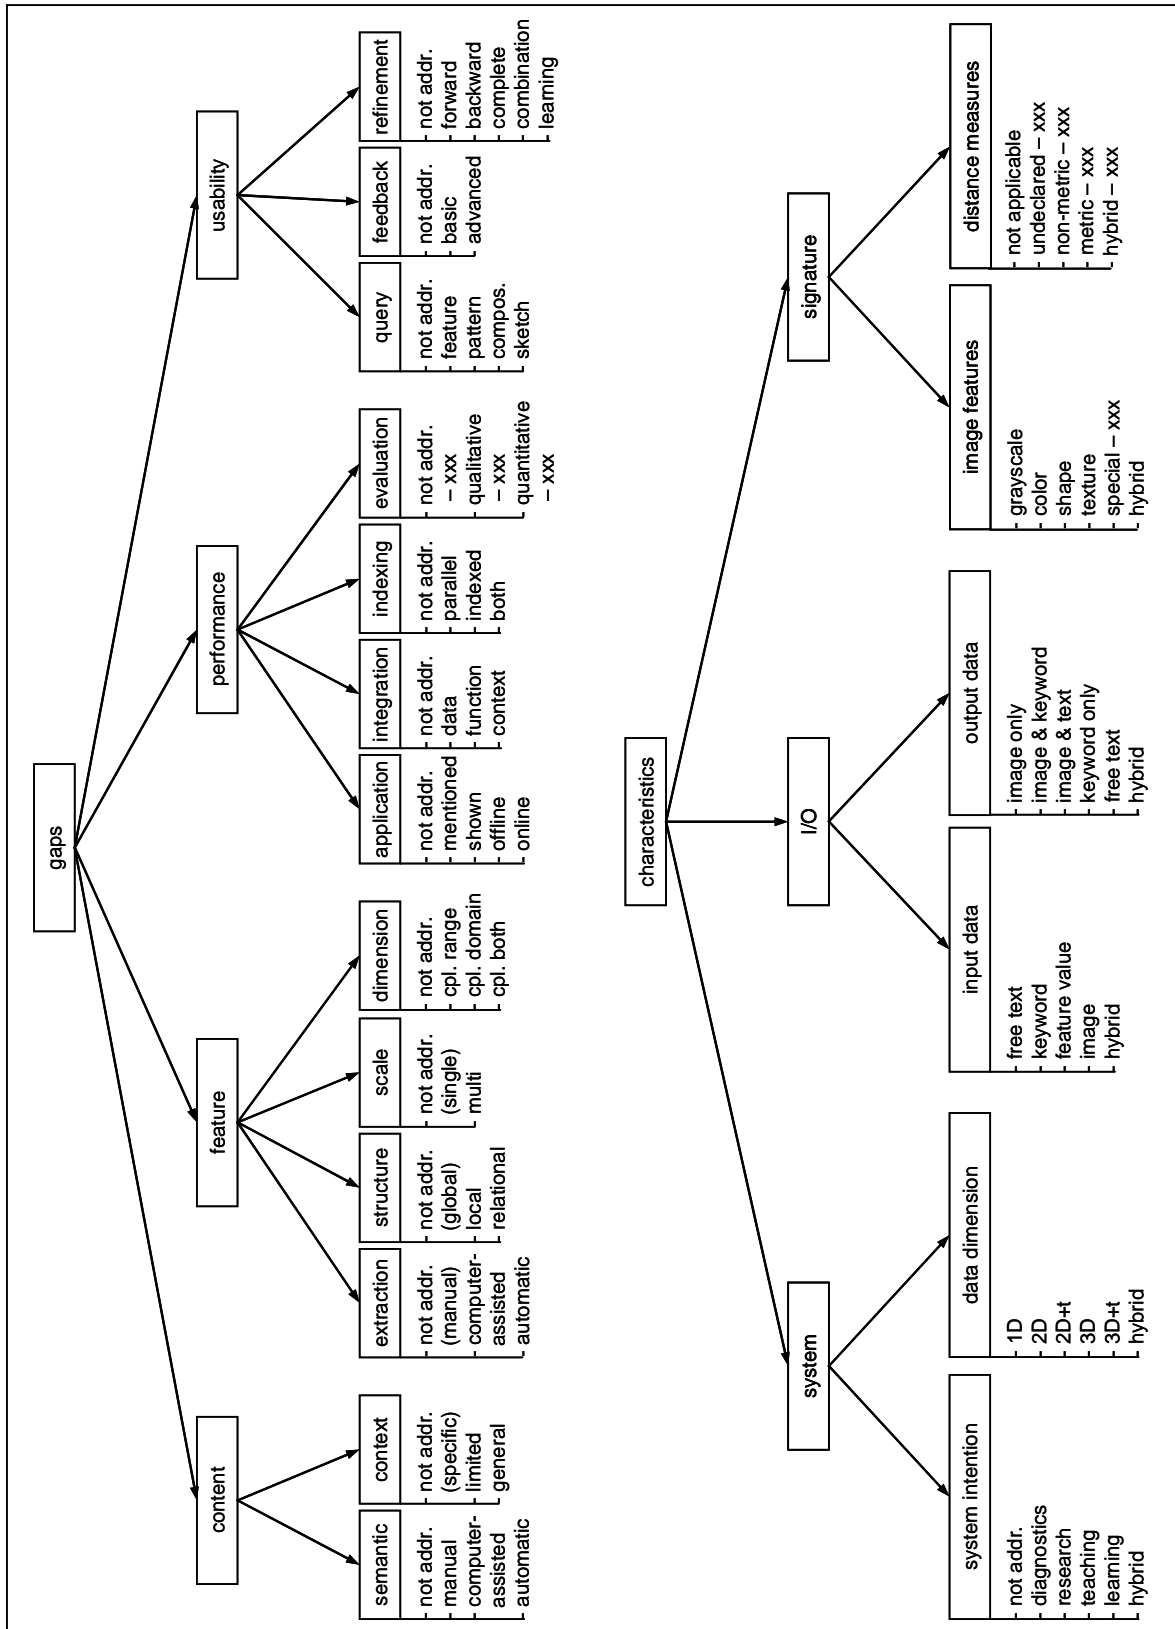 gaps
content
feature
performance
usability
semantic
not addr.
manual
computer-
assisted
automatic
context
not addr.
(specific)
limited
general
extraction
not addr.
(manual)
computer-
assisted
automatic
structure
not addr.
(global)
local
relational
scale
not addr.
(single)
multi
dimension
not addr.
cpl. range
cpl. domain
cpl. both
application
not addr.
mentioned
shown
offline
online
integration
not addr.
data
function
context
indexing
not addr.
parallel
indexed
both
evaluation
not addr.
– xxx
qualitative
– xxx
quantitative
– xxx
query
not addr.
feature
pattern
compos.
sketch
feedback
not addr.
basic
advanced
refinement
not addr.
forward
backward
complete
combination
learning
characteristics
system
I/O
signature
system intention
not addr.
diagnostics
research
teaching
learning
hybrid
data dimension
1D
2D
2D+t
3D
3D+t
hybrid
input data
free text
keyword
feature value
image
hybrid
output data
image only
image & keyword
image & text
keyword only
free text
hybrid
image features
grayscale
color
shape
texture
special – xxx
hybrid
distance measures
not applicable
undeclared – xxx
non-metric – xxx
metric – xxx
hybrid – xxx